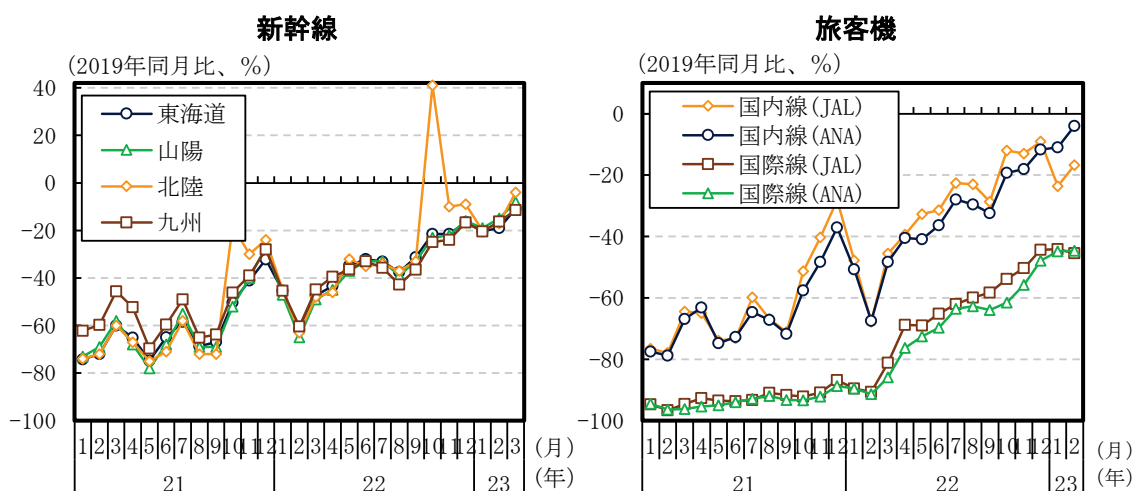 新幹線
(2019年同月比、%)
40
20
0
-20
-40
-60
-80
-100
東海道
山陽
北陸
九州
1 2 3 4 5 6 7 8 9 10 11 12 1 2 3 4 5 6 7 8 9 10 11 12 1 2 3 (月)
21 22 23 (年)
旅客機
(2019年同月比、%)
0
-20
-40
-60
-80
-100
国内線(JAL)
国内線(ANA)
国際線(JAL)
国際線(ANA)
1 2 3 4 5 6 7 8 9 10 11 12 1 2 3 4 5 6 7 8 9 10 11 12 1 2 (月)
21 22 23 (年)